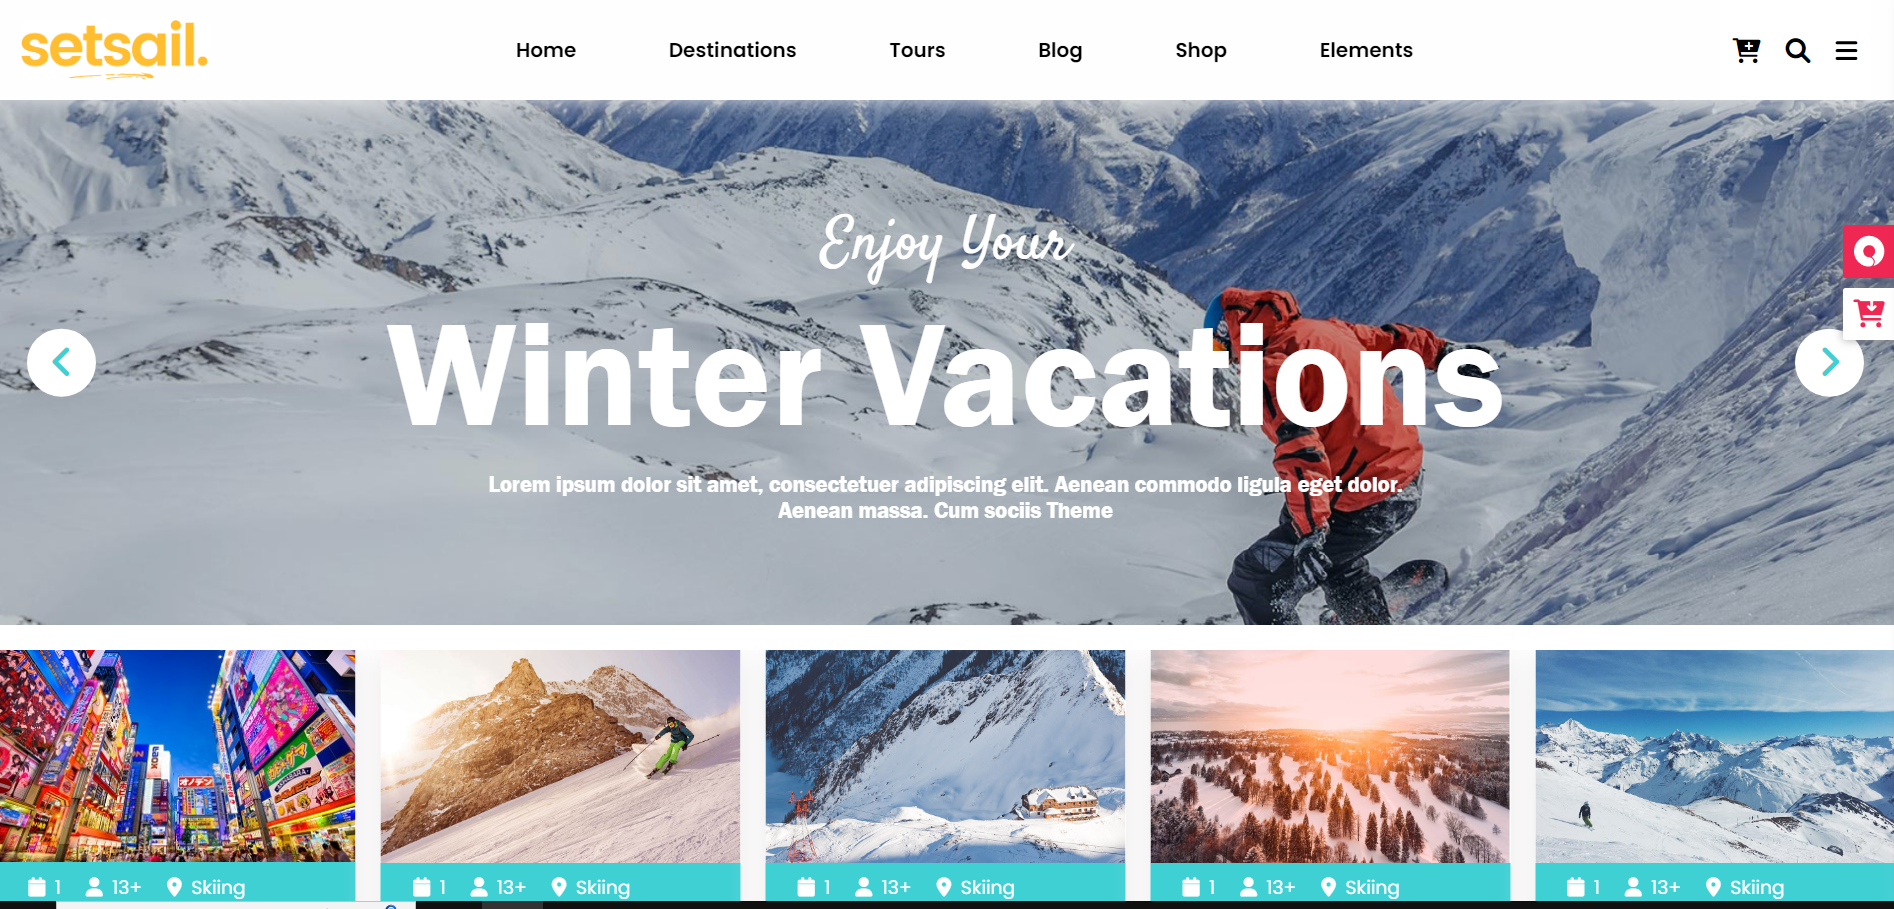 setsail.
Home Destinations Tours Blog Shop Elements
Enjoy Your
Winter Vacations
Lorem ipsum dolor sit amet, consectetuer adipiscing elit. Aenean commodo ligula eget dolor.
Aenean massa. Cum sociis Theme
1 13+ Skiing
1 13+ Skiing
1 13+ Skiing
1 13+ Skiing
1 13+ Skiing